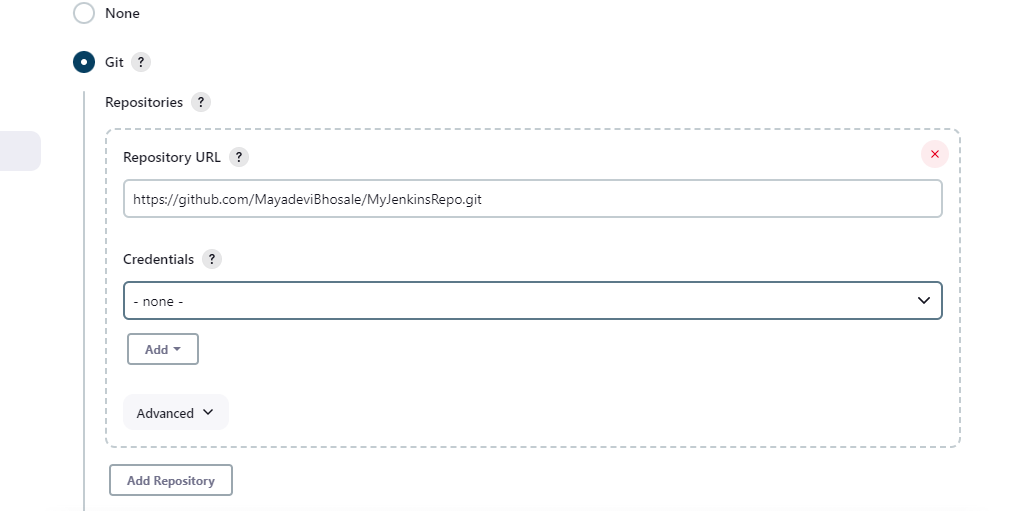 None
Git ?
Repositories ?
Repository URL ?
https://github.com/MayadeviBhosale/MyJenkinsRepo.git
Credentials ?
- none -
Add
Advanced
Add Repository